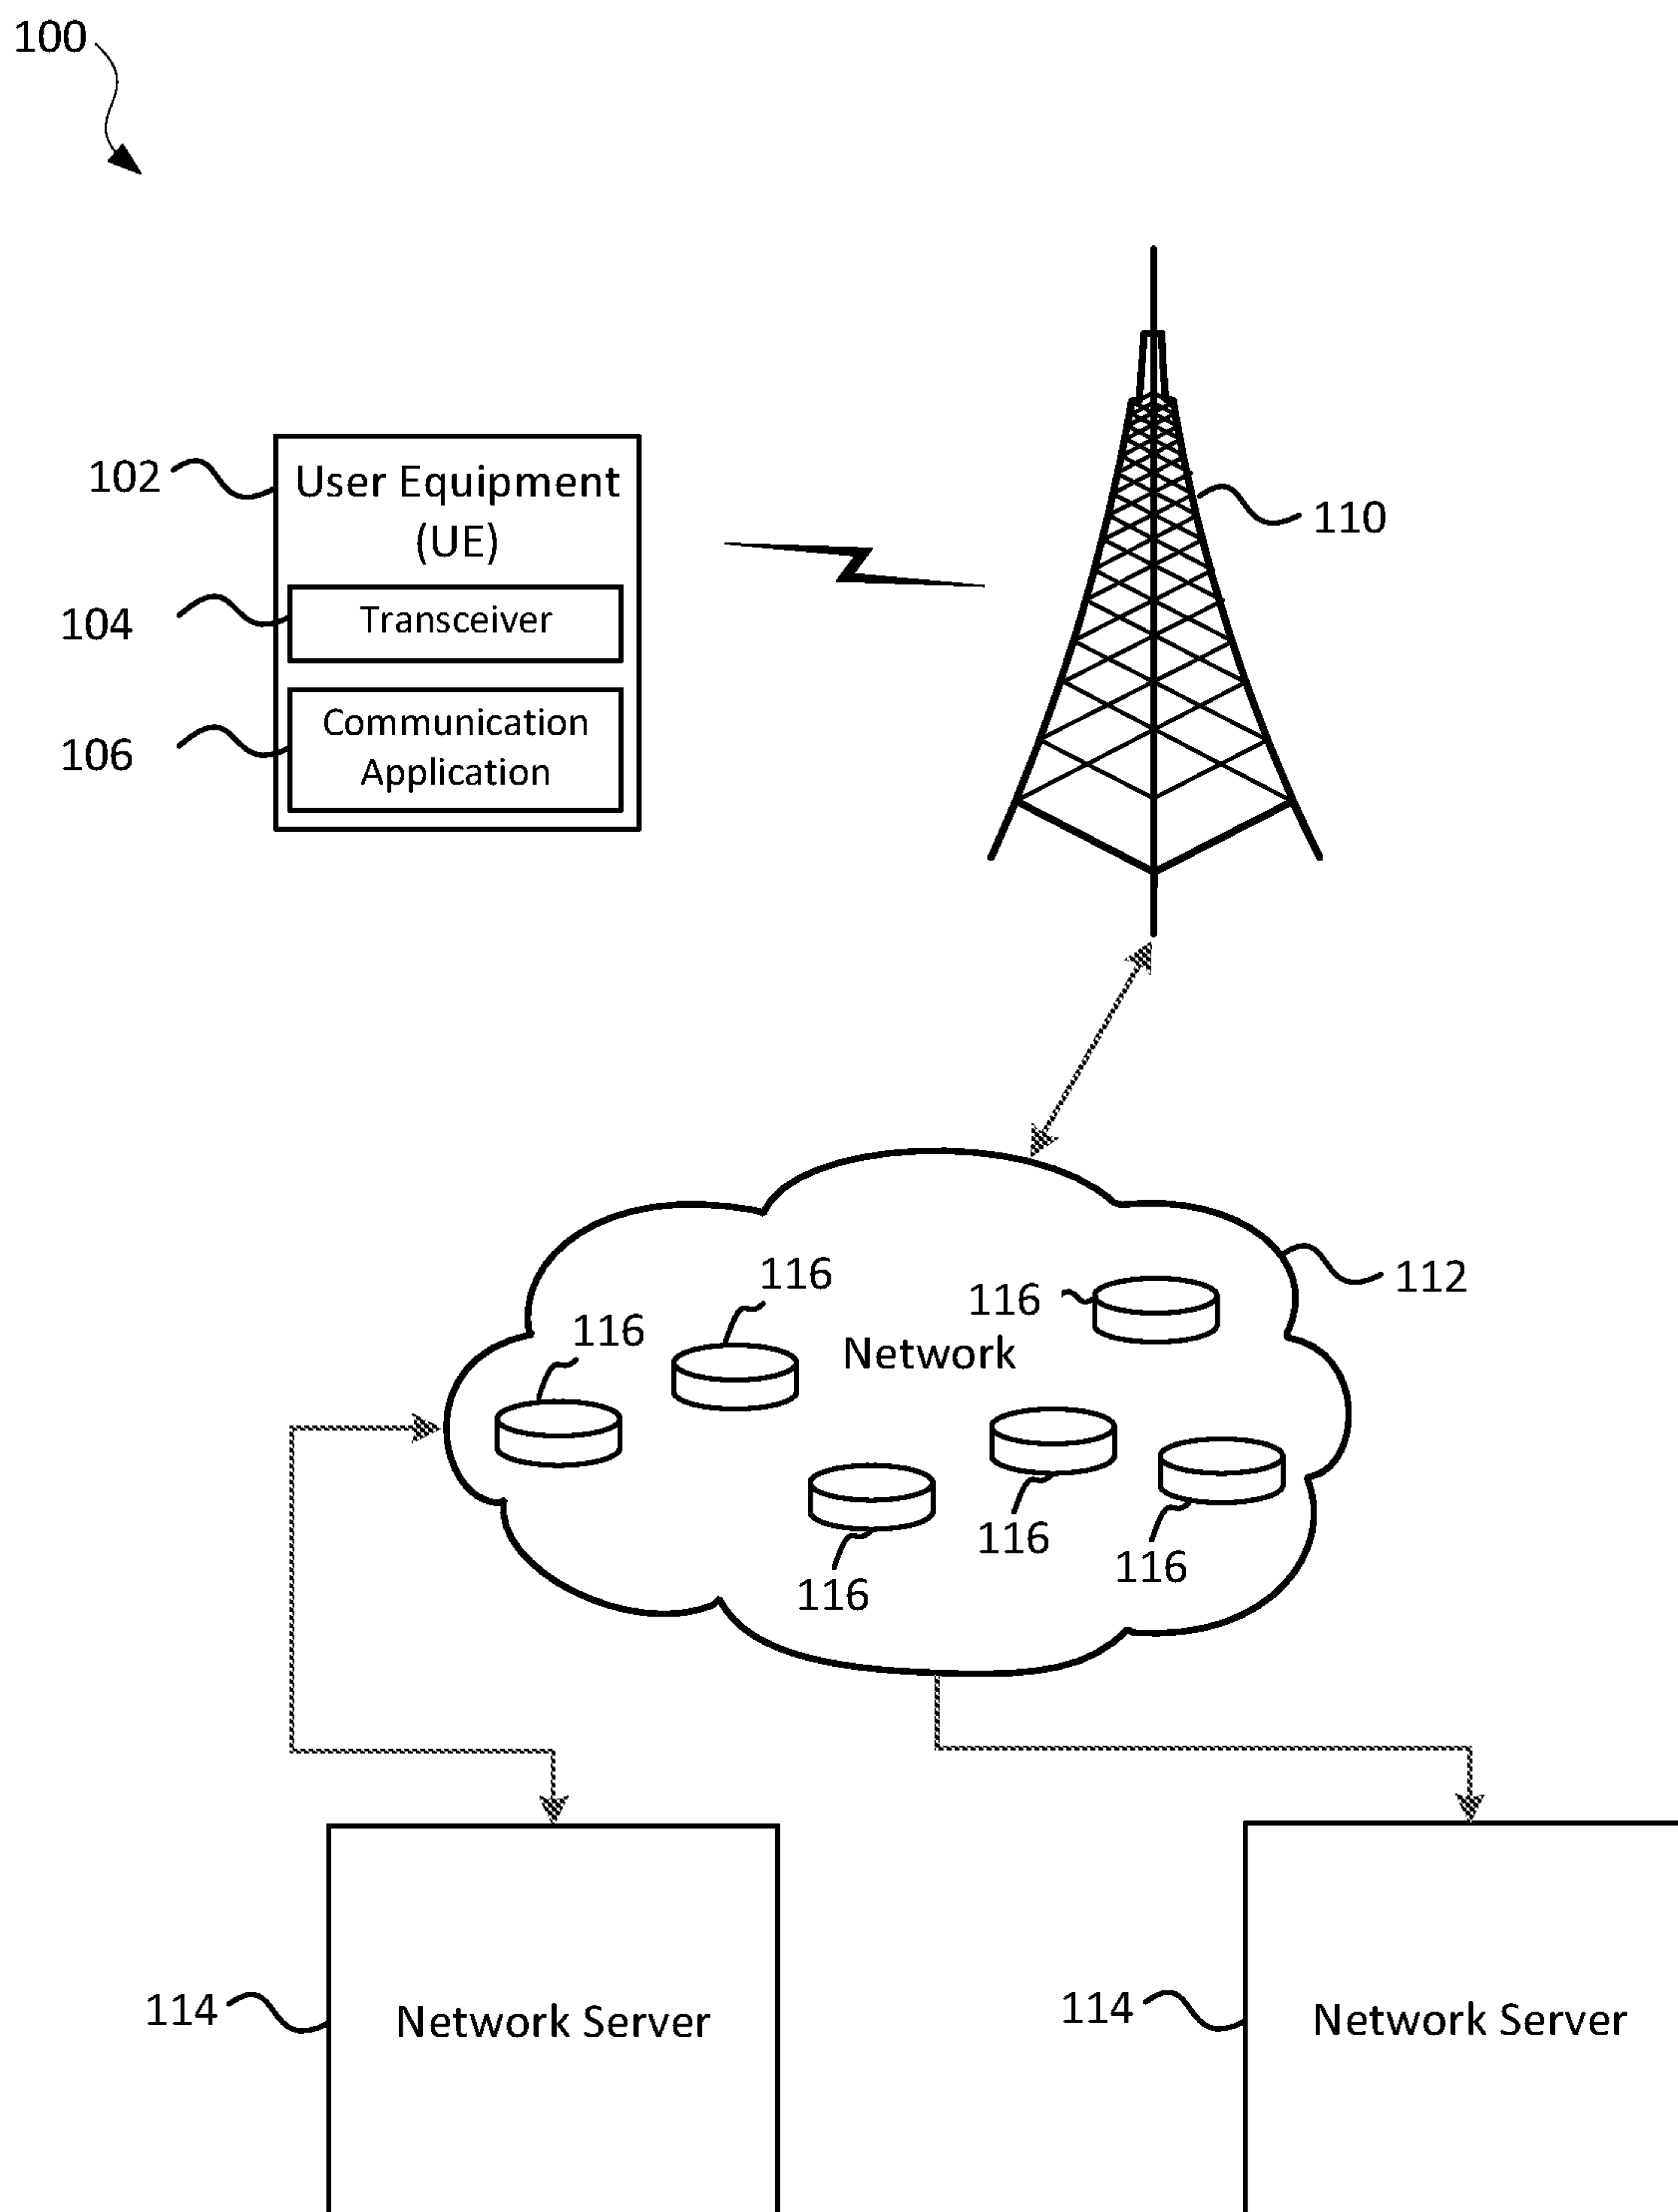 100
102
User Equipment
(UE)
110
104
Transceiver
106
Communication
Application
112
116
116
116
Network
116
116
116
114
Network Server
114
Network Server